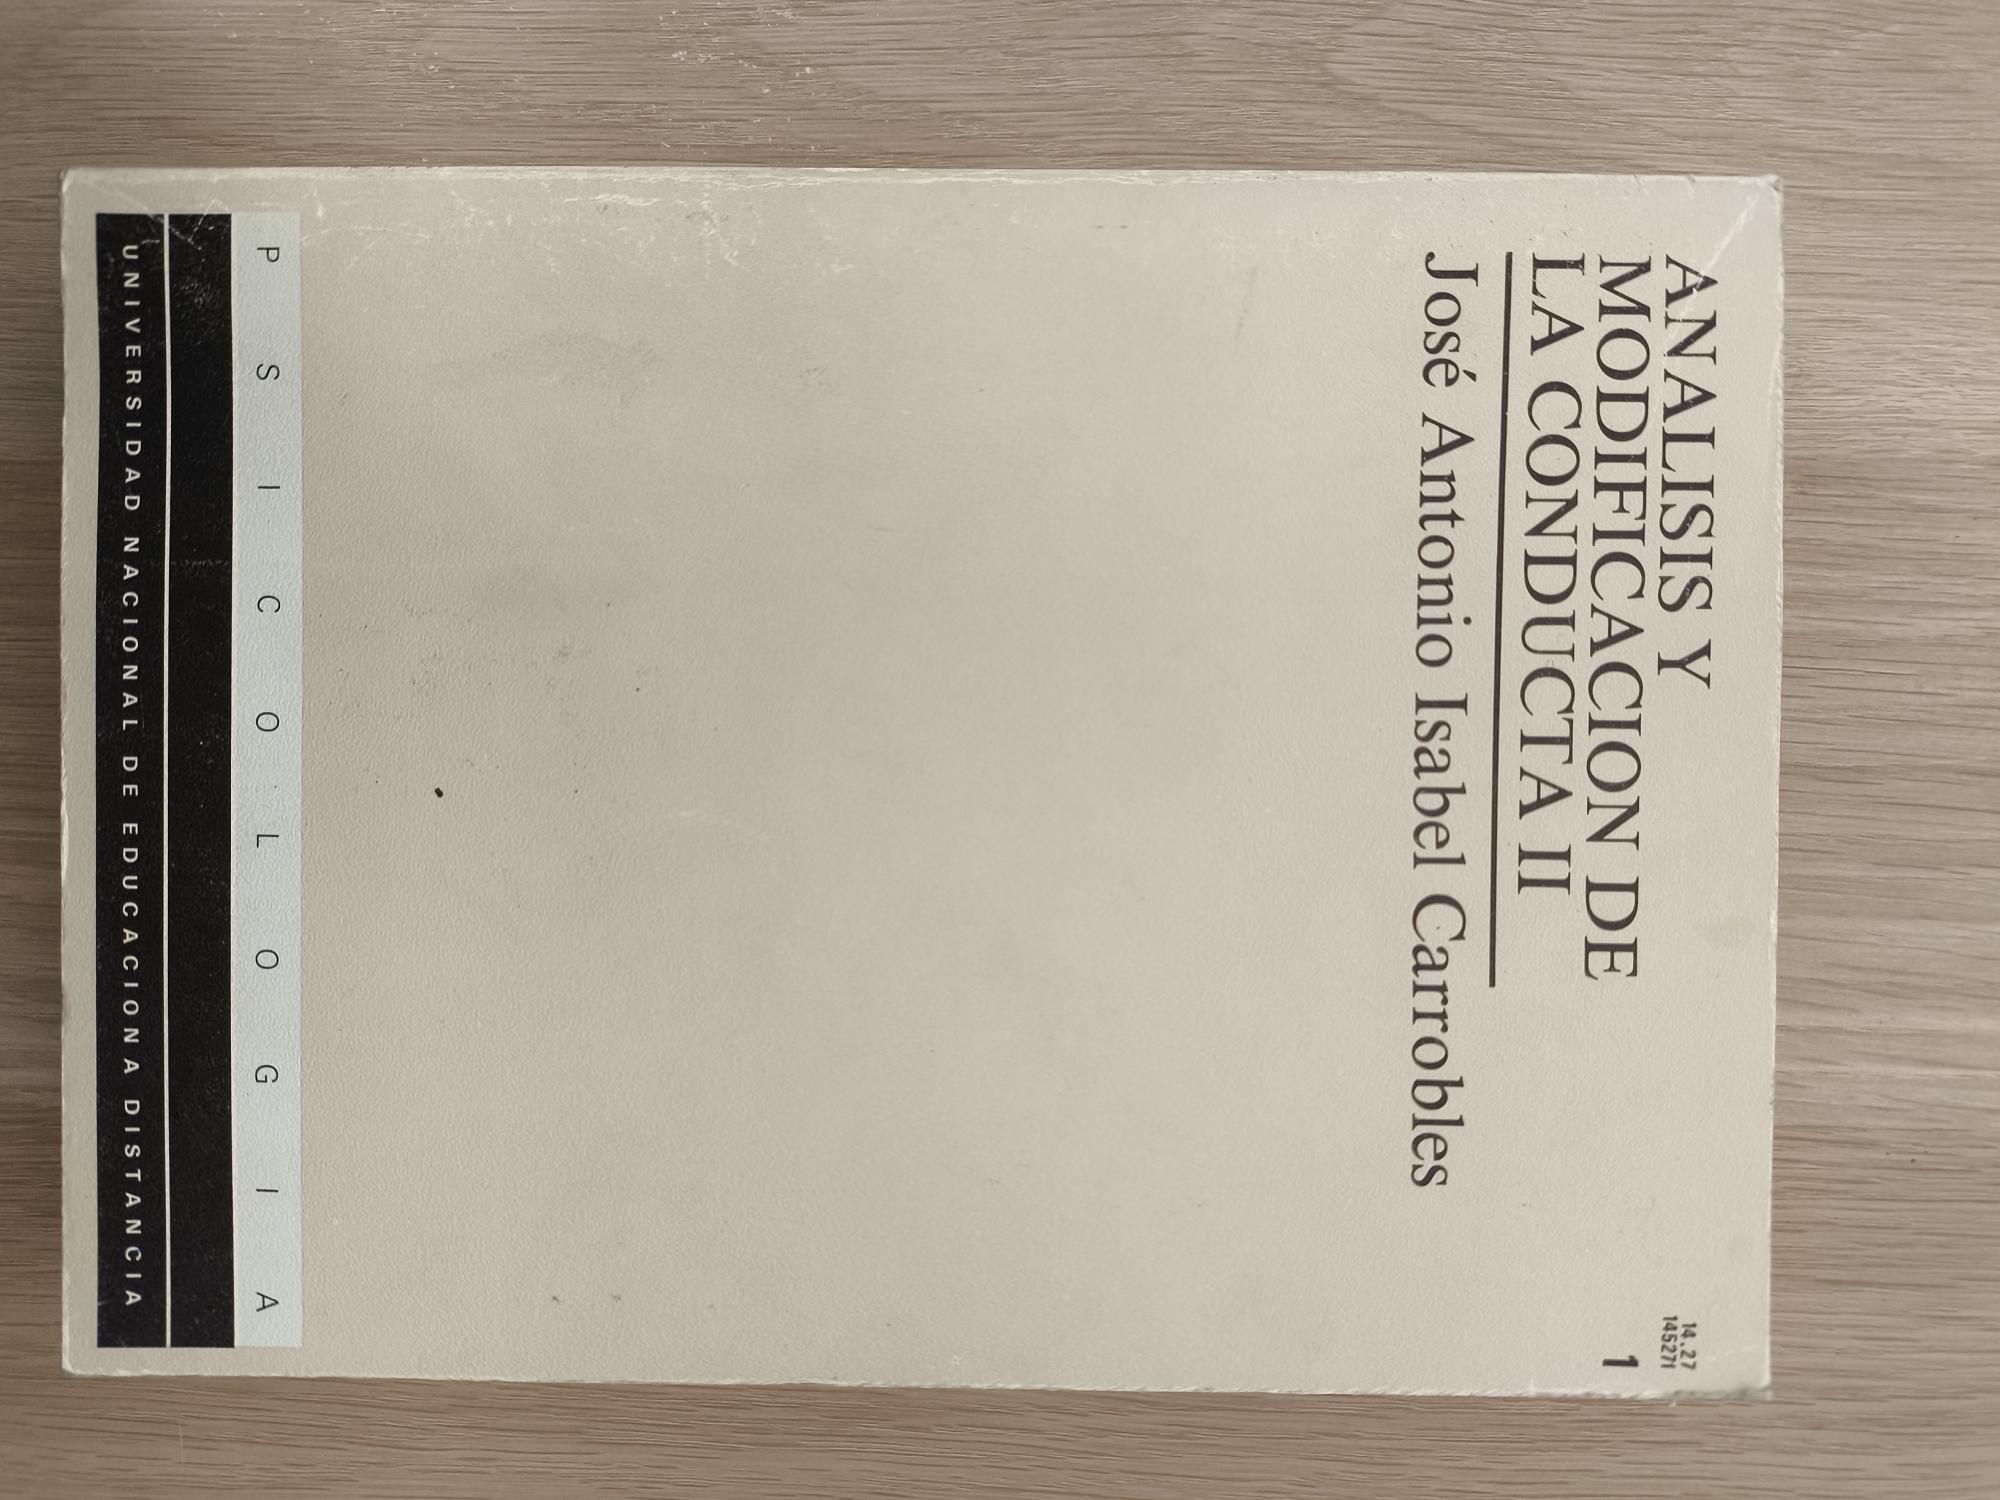 ANALISIS Y
MODIFICACION DE
LA CONDUCTA II
José Antonio Isabel Carrobles
14.27
145271
1
PSICOLOGIA
UNIVERSIDAD NACIONAL DE EDUCACION A DISTANCIA